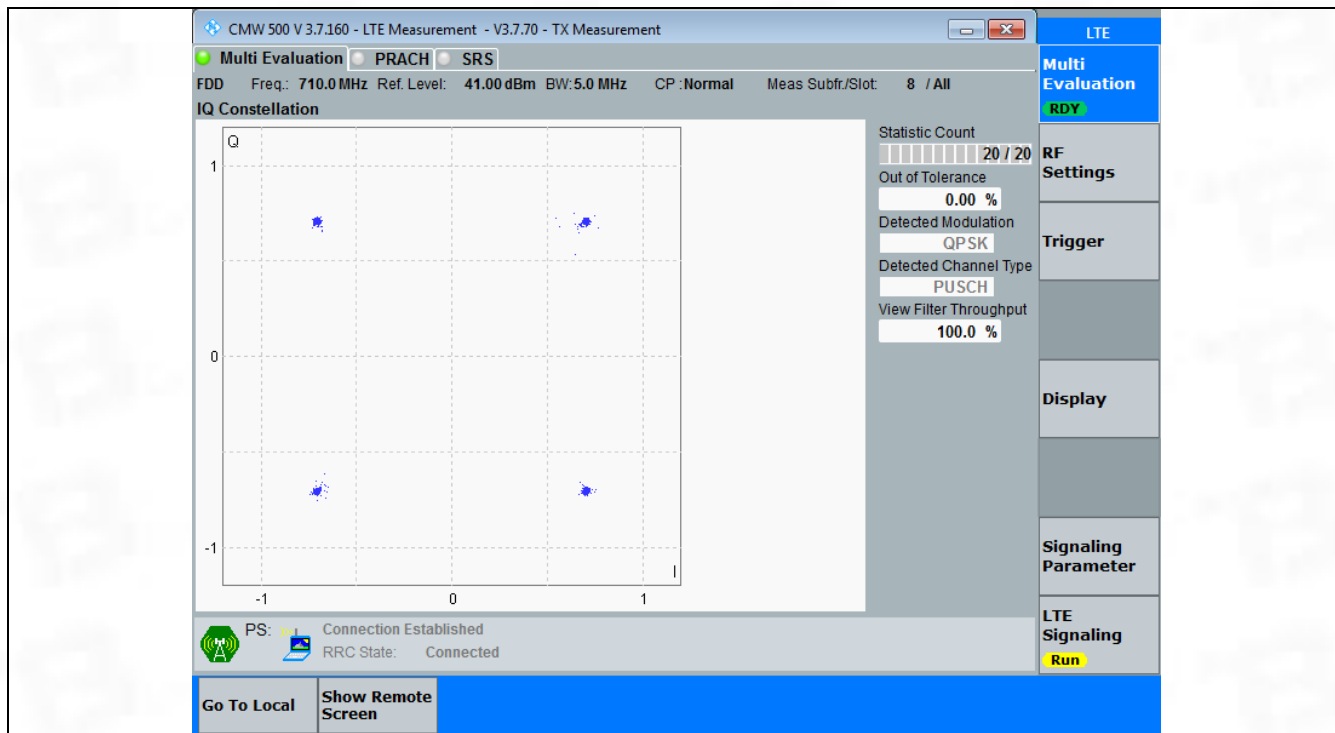 CMW 500 V 3.7.160 - LTE Measurement - V3.7.70 - TX Measurement
LTE
Multi Evaluation PRACH SRS
FDD Freq.: 710.0 MHz Ref. Level: 41.00 dBm BW: 5.0 MHz CP : Normal Meas Subfr./Slot: 8 / All
IQ Constellation
Q
1
0
-1
-1 0 1
I
Statistic Count
20 / 20
Out of Tolerance
0.00 %
Detected Modulation
QPSK
Detected Channel Type
PUSCH
View Filter Throughput
100.0 %
Multi
Evaluation
RDY
RF
Settings
Trigger
Display
Signaling
Parameter
LTE
Signaling
Run
PS: Connection Established
RRC State: Connected
Go To Local
Show Remote
Screen